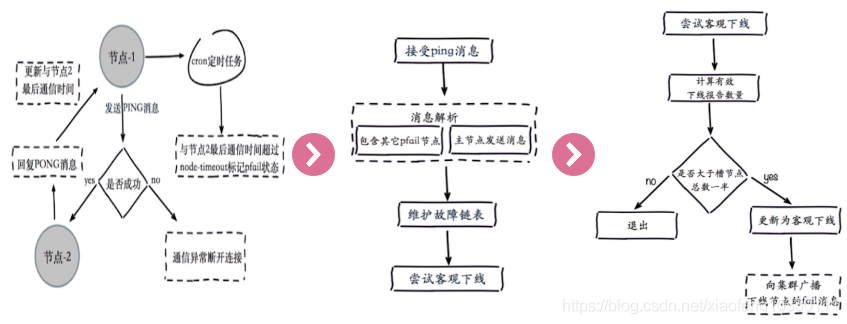 节点-1
cron定时任务
更新与节点2
最后通信时间
发送PING消息
与节点2最后通信时间超过
node-timeout标记pfail状态
回复PONG消息
yes
是否成功
no
节点-2
通信异常断开连接
接受ping消息
消息解析
包含其它pfail节点
主节点发送消息
维护故障链表
尝试客观下线
尝试客观下线
计算有效
下线报告数量
是否大于槽节点
总数一半
no
yes
退出
更新为客观下线
向集群广播
下线节点的fail消息